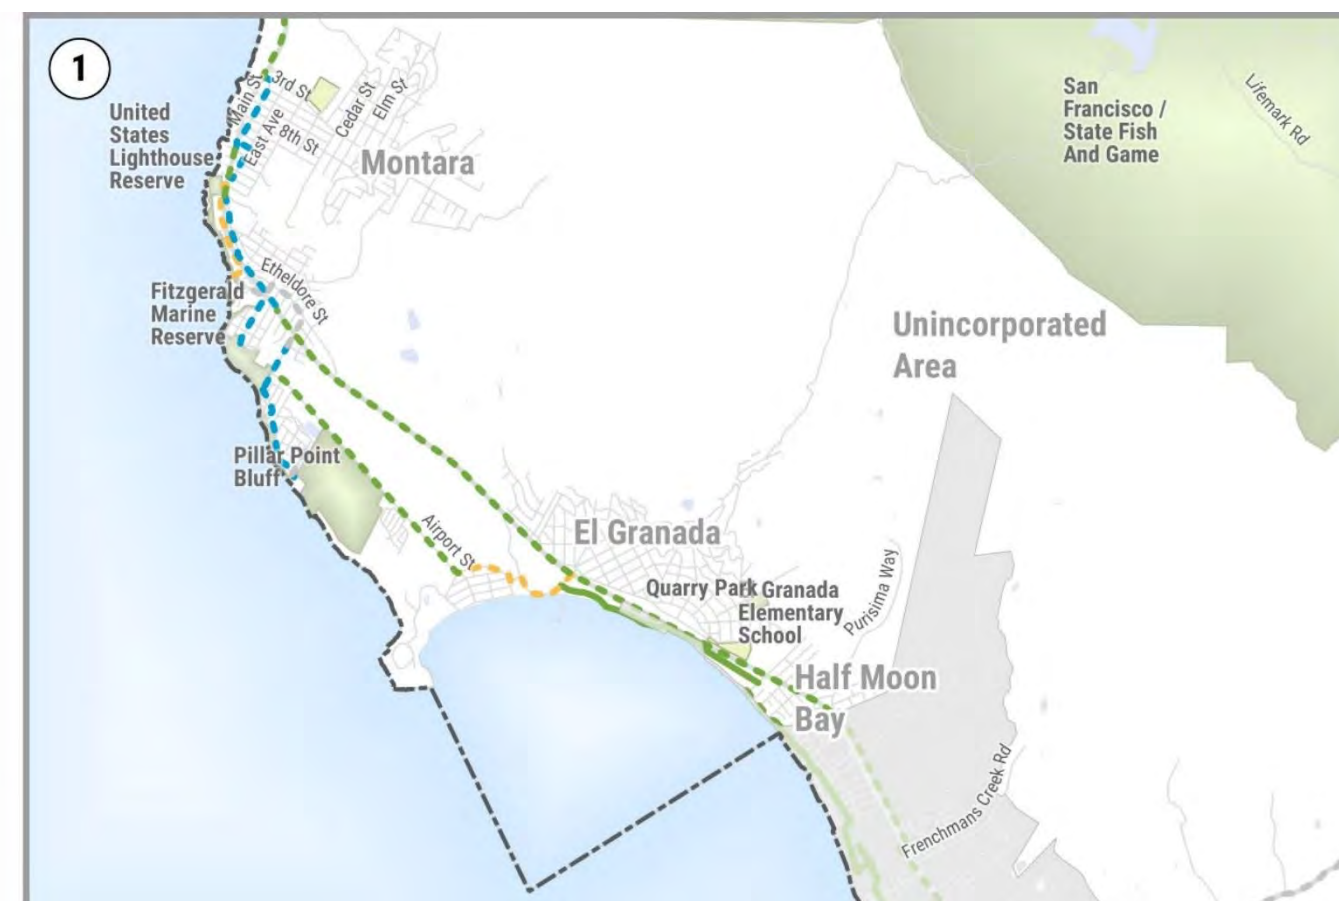 1
United
States
Lighthouse
Reserve
Main St
3rd St
East Ave
8th St
Cedar St
Elm St
Montara
San
Francisco /
State Fish
And Game
Lifemark Rd
Etheldore St
Fitzgerald
Marine
Reserve
Unincorporated
Area
Pillar Point
Bluff
Airport St
El Granada
Quarry Park
Granada
Elementary
School
Purisima Way
Half Moon
Bay
Frenchmans Creek Rd